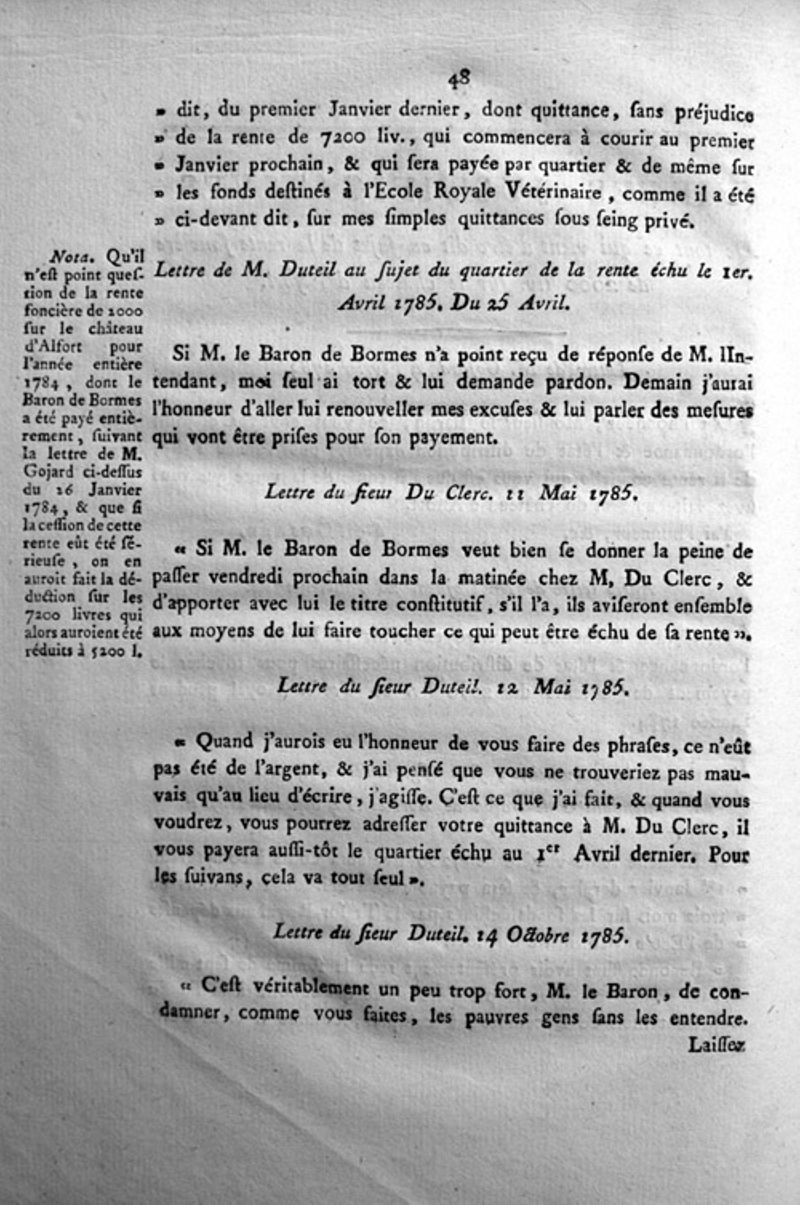 48
» dit, du premier Janvier dernier, dont quittance, ſans préjudice
» de la rente de 7200 liv., qui commencera à courir au premier
» Janvier prochain, & qui ſera payée par quartier & de même ſur
» les fonds deſtinés à l'Ecole Royale Vétérinaire, comme il a été
» ci-devant dit, ſur mes ſimples quittances ſous ſeing privé.
Nota. Qu'il
n'eſt point queſ-
tion de la rente
foncière de 2000
ſur le château
d'Alfort pour
l'année entière
1784, dont le
Baron de Bormes
a été payé entiè-
rement, ſuivant
la lettre de M.
Gojard ci-deſſus
du 26 Janvier
1784, & que ſi
la ceſſion de cette
rente eût été ſé-
rieuſe, on en
auroit fait la dé-
duction ſur les
7200 livres qui
alors auroient été
réduits à 5200 l.
Lettre de M. Duteil au ſujet du quartier de la rente échu le 1er.
Avril 1785. Du 25 Avril.
Si M. le Baron de Bormes n'a point reçu de réponſe de M. lIn-
tendant, moi ſeul ai tort & lui demande pardon. Demain j'aurai
l'honneur d'aller lui renouveller mes excuſes & lui parler des meſures
qui vont être priſes pour ſon payement.
Lettre du ſieur Du Clerc. 11 Mai 1785.
« Si M. le Baron de Bormes veut bien ſe donner la peine de
paſſer vendredi prochain dans la matinée chez M, Du Clerc, &
d'apporter avec lui le titre conſtitutif, s'il l'a, ils aviſeront enſemble
aux moyens de lui faire toucher ce qui peut être échu de ſa rente ».
Lettre du ſieur Duteil. 12 Mai 1785.
« Quand j'aurois eu l'honneur de vous faire des phraſes, ce n'eût
pas été de l'argent, & j'ai penſé que vous ne trouveriez pas mau-
vais qu'au lieu d'écrire, j'agiſſe. C'eſt ce que j'ai fait, & quand vous
voudrez, vous pourrez adreſſer votre quittance à M. Du Clerc, il
vous payera auſſi-tôt le quartier échu au 1er Avril dernier. Pour
les ſuivans, cela va tout ſeul ».
Lettre du ſieur Duteil. 14 Octobre 1785.
« C'eſt véritablement un peu trop fort, M. le Baron, de con-
damner, comme vous faites, les pauvres gens ſans les entendre.
Laiſſez